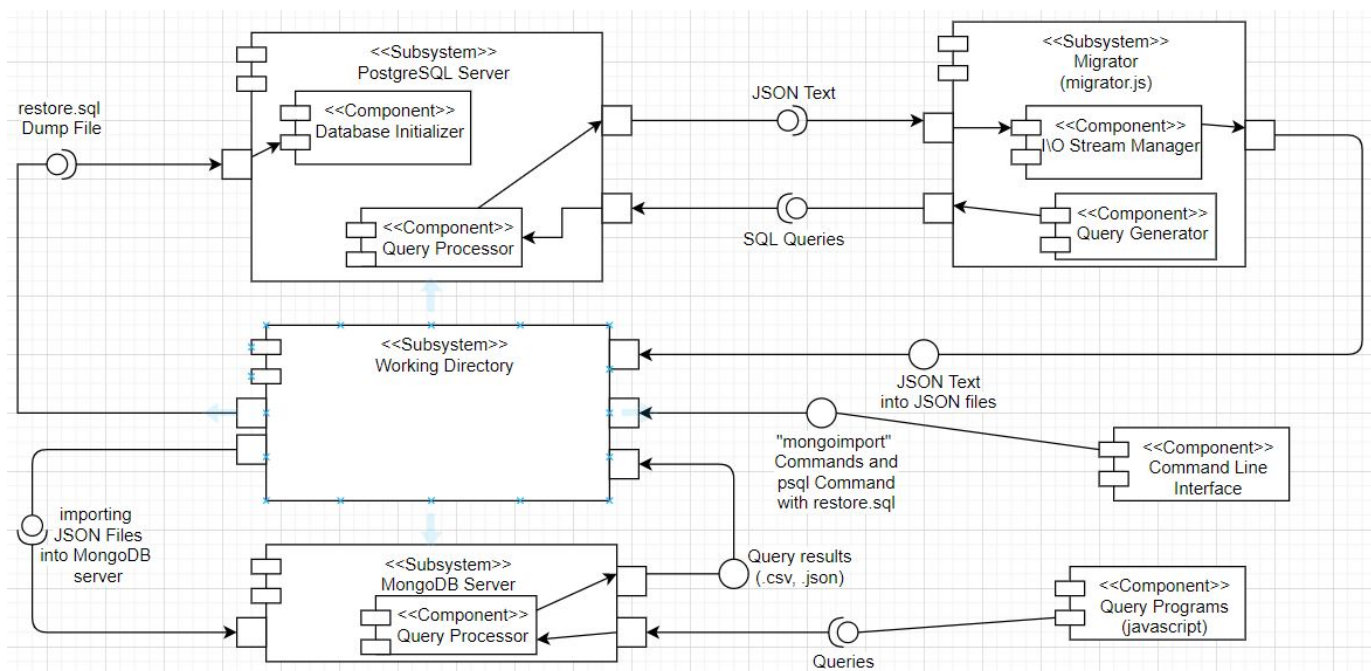 <<Subsystem>>
PostgreSQL Server
<<Component>>
Database Initializer
<<Component>>
Query Processor
restore.sql
Dump File
JSON Text
SQL Queries
<<Subsystem>>
Migrator
(migrator.js)
<<Component>>
I\O Stream Manager
<<Component>>
Query Generator
<<Subsystem>>
Working Directory
JSON Text
into JSON files
"mongoimport"
Commands and
psql Command
with restore.sql
<<Component>>
Command Line
Interface
importing
JSON Files
into MongoDB
server
<<Subsystem>>
MongoDB Server
<<Component>>
Query Processor
Query results
(.csv, .json)
<<Component>>
Query Programs
(javascript)
Queries